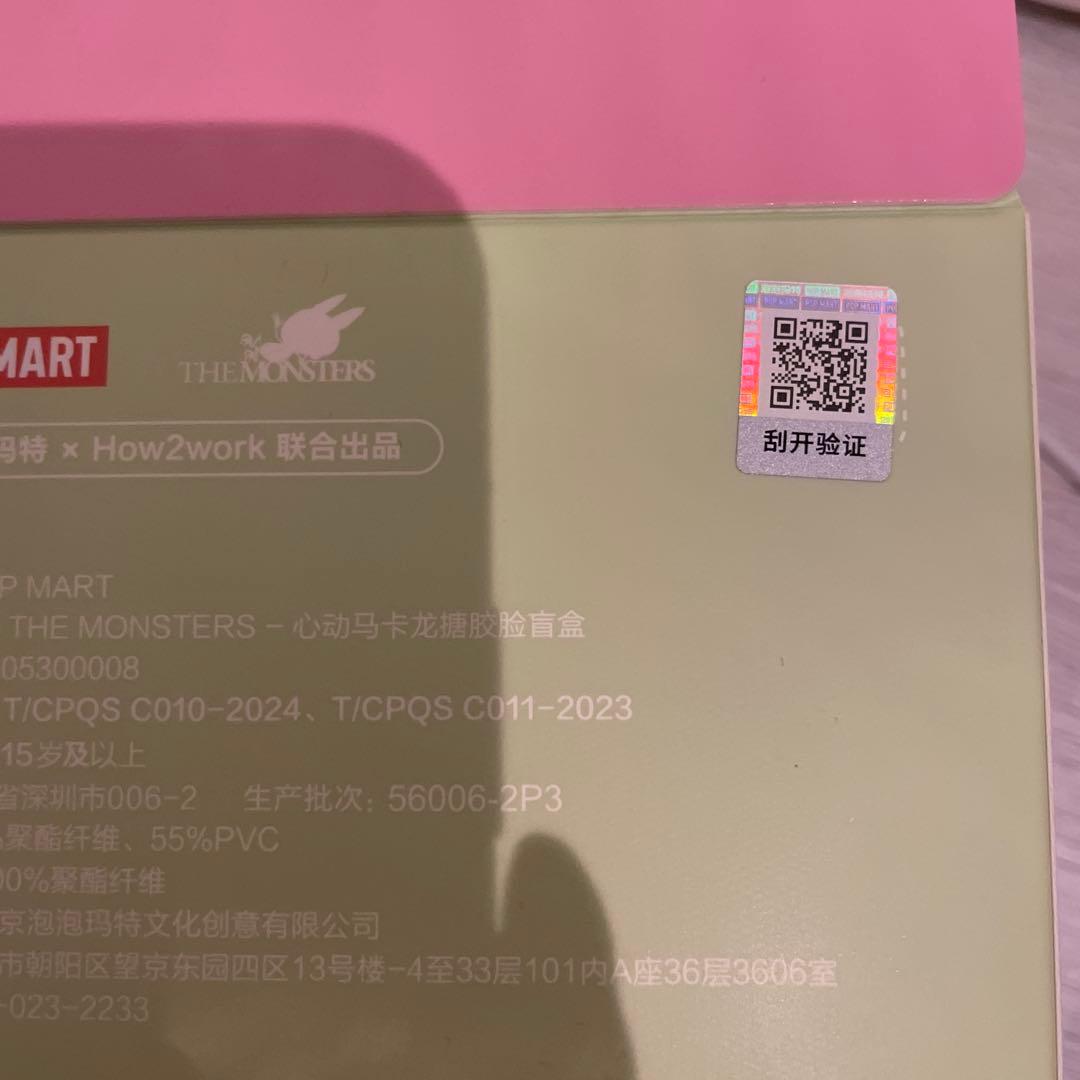 MART
THE MONSTERS
玛特 × How2work 联合出品
POP MART
刮开验证
P MART
THE MONSTERS - 心动马卡龙搪胶脸盲盒
05300008
T/CPQS C010-2024、T/CPQS C011-2023
15岁及以上
省深圳市006-2 生产批次: 56006-2P3
聚酯纤维、55%PVC
00%聚酯纤维
京泡泡玛特文化创意有限公司
市朝阳区望京东园四区13号楼-4至33层101内A座36层3606室
-023-2233